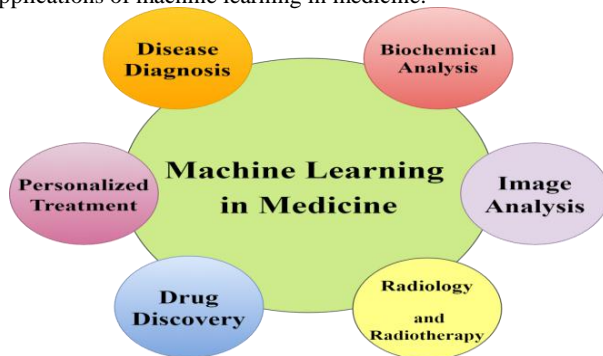 applications of machine learning in medicine.
Disease
Diagnosis
Biochemical
Analysis
Personalized
Treatment
Machine Learning
in Medicine
Image
Analysis
Drug
Discovery
Radiology
and
Radiotherapy